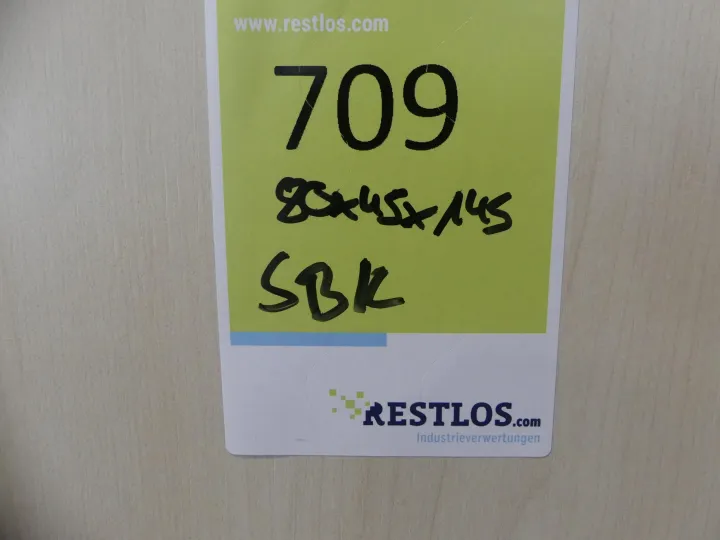 www.restlos.com
709
80x45x145
SBK
RESTLOS.com
Industrieverwertungen